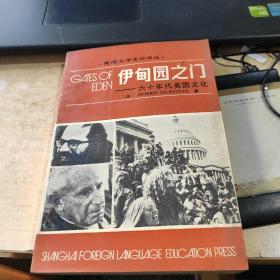 ·美国文学史论译丛·
GATES OF EDEN
伊甸园之门
——六十年代美国文化
SHANGHAI FOREIGN LANGUAGE EDUCATION PRESS